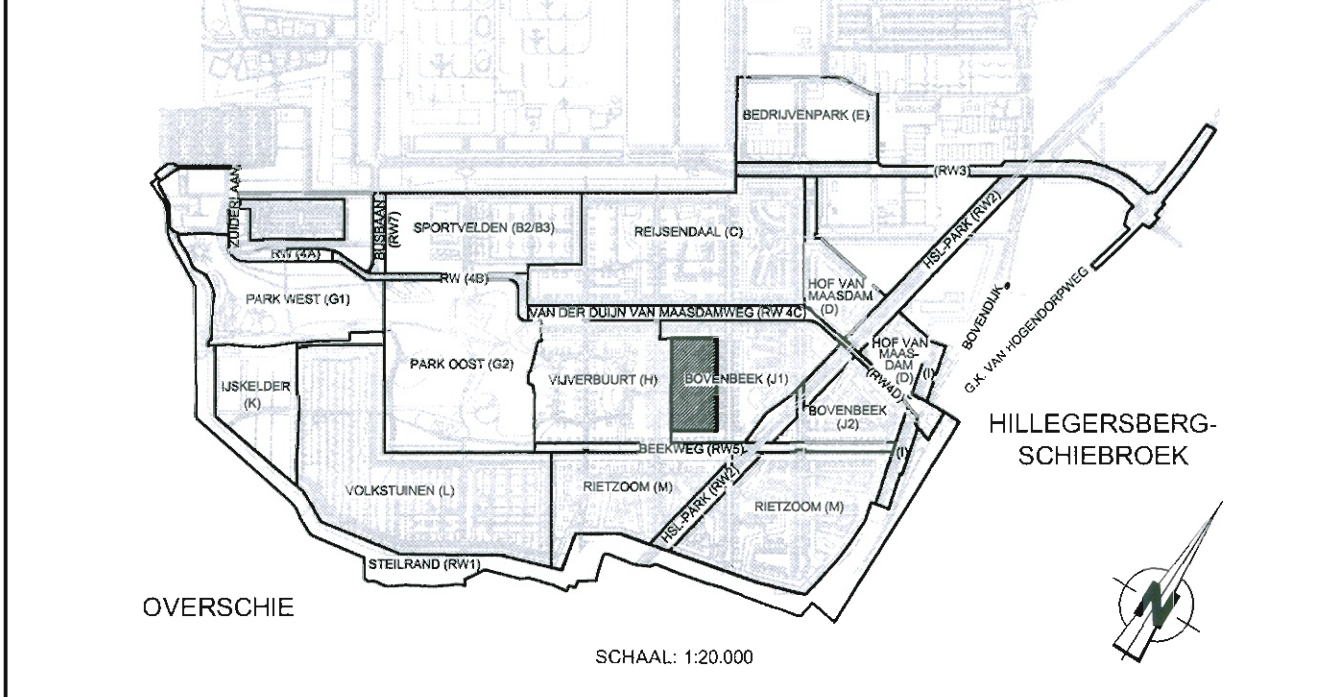 BEDRIJVENPARK (E)
(RW3)
ZUIDERLAAN
BUSBAAN
(RW7)
SPORTVELDEN (B2/B3)
REIJSENDAAL (C)
HSL-PARK (RW2)
RW (4A)
RW (4B)
PARK WEST (G1)
HOF VAN
MAASDAM
(D)
BOVENDIJK
G.K. VAN HOGENDORPWEG
VAN DER DUIJN VAN MAASDAMWEG (RW 4C)
HOF VAN
MAAS-
DAM
(D)
(I)
(RW4D)
PARK OOST (G2)
VIJVERBUURT (H)
BOVENBEEK (J1)
IJSKELDER
(K)
BOVENBEEK
(J2)
HILLEGERSBERG-
SCHIEBROEK
BEEKWEG (RW5)
(I)
VOLKSTUINEN (L)
RIETZOOM (M)
HSL-PARK (RW2)
RIETZOOM (M)
STEILRAND (RW1)
OVERSCHIE
N
SCHAAL: 1:20.000